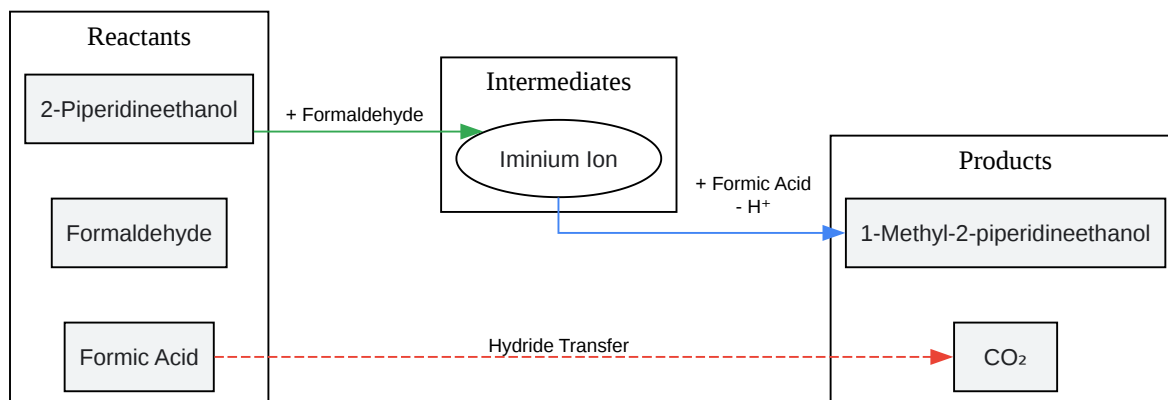 Reactants
2-Piperidineethanol
Formaldehyde
Formic Acid
+ Formaldehyde
Intermediates
Iminium Ion
+ Formic Acid
- H⁺
Hydride Transfer
Products
1-Methyl-2-piperidineethanol
CO₂